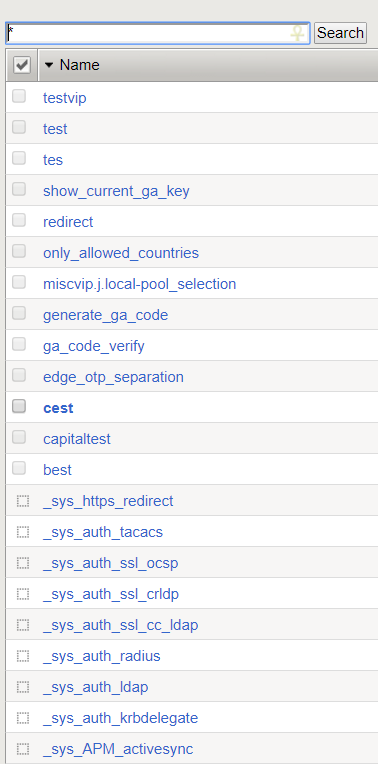 *
Search
Name
testvip
test
tes
show_current_ga_key
redirect
only_allowed_countries
miscvip.j.local-pool_selection
generate_ga_code
ga_code_verify
edge_otp_separation
cest
capitaltest
best
_sys_https_redirect
_sys_auth_tacacs
_sys_auth_ssl_ocsp
_sys_auth_ssl_crldp
_sys_auth_ssl_cc_ldap
_sys_auth_radius
_sys_auth_ldap
_sys_auth_krbdelegate
_sys_APM_activesync